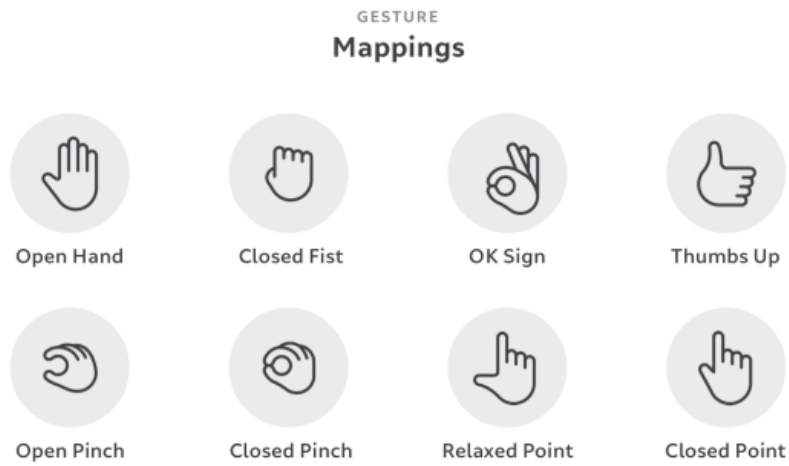 GESTURE
Mappings
Open Hand
Closed Fist
OK Sign
Thumbs Up
Open Pinch
Closed Pinch
Relaxed Point
Closed Point